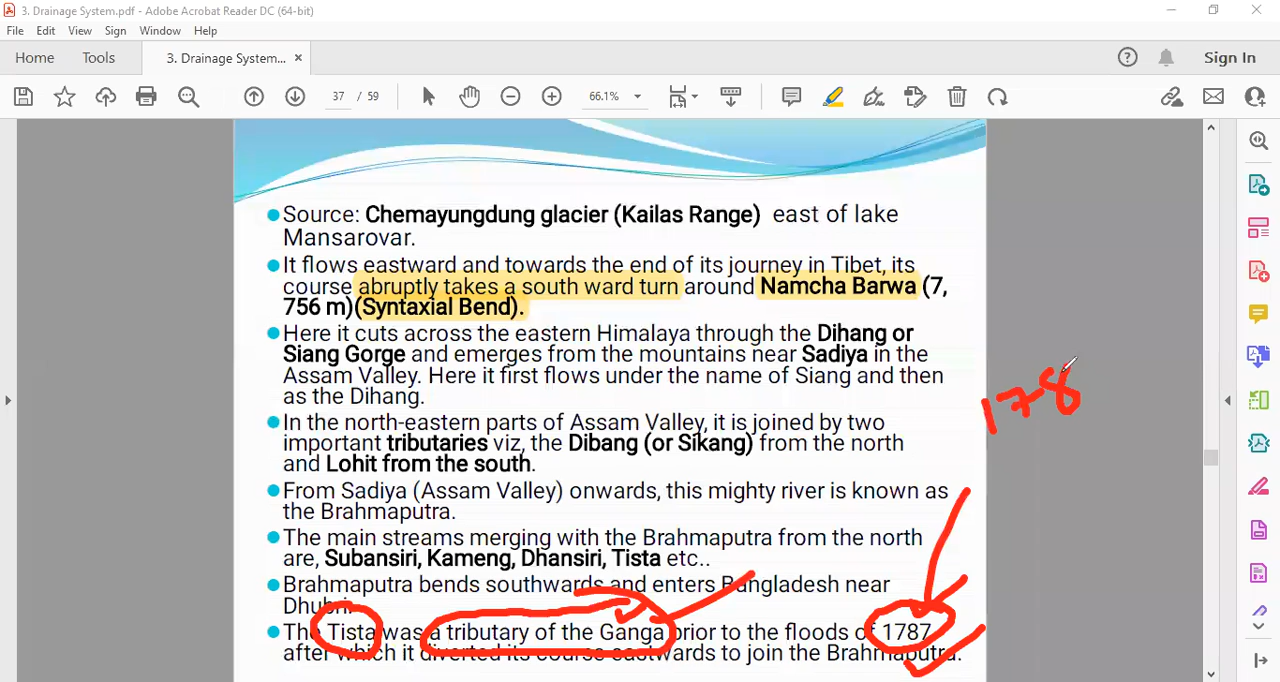 3. Drainage System.pdf - Adobe Acrobat Reader DC (64-bit)
File Edit View Sign Window Help
Home Tools 3. Drainage System... × Sign In
37 / 59 66.1%
Source: Chemayungdung glacier (Kailas Range) east of lake
Mansarovar.
It flows eastward and towards the end of its journey in Tibet, its
course abruptly takes a south ward turn around Namcha Barwa (7,
756 m)(Syntaxial Bend).
Here it cuts across the eastern Himalaya through the Dihang or
Siang Gorge and emerges from the mountains near Sadiya in the
Assam Valley. Here it first flows under the name of Siang and then
as the Dihang.
178
In the north-eastern parts of Assam Valley, it is joined by two
important tributaries viz, the Dibang (or Sikang) from the north
and Lohit from the south.
From Sadiya (Assam Valley) onwards, this mighty river is known as
the Brahmaputra.
The main streams merging with the Brahmaputra from the north
are, Subansiri, Kameng, Dhansiri, Tista etc..
Brahmaputra bends southwards and enters Bangladesh near
Dhubri.
The Tista was a tributary of the Ganga prior to the floods of 1787
after which it diverted its course eastwards to join the Brahmaputra.